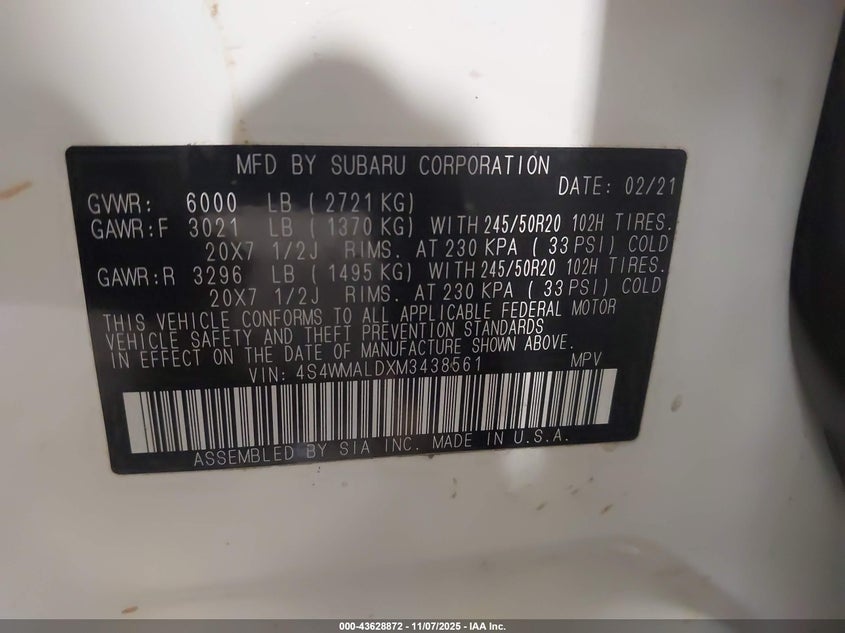 MFD BY SUBARU CORPORATION
DATE: 02/21
GVWR: 6000 LB ( 2721 KG)
GAWR:F 3021 LB ( 1370 KG) WITH 245/50R20 102H TIRES.
20X7 1/2J RIMS. AT 230 KPA ( 33 PSI) COLD
GAWR:R 3296 LB ( 1495 KG) WITH 245/50R20 102H TIRES.
20X7 1/2J RIMS. AT 230 KPA ( 33 PSI) COLD
THIS VEHICLE CONFORMS TO ALL APPLICABLE FEDERAL MOTOR
VEHICLE SAFETY AND THEFT PREVENTION STANDARDS
IN EFFECT ON THE DATE OF MANUFACTURE SHOWN ABOVE.
VIN: 4S4WMALDXM3438561 MPV
ASSEMBLED BY SIA INC. MADE IN U.S.A.
000-43628872 - 11/07/2025 - IAA Inc.